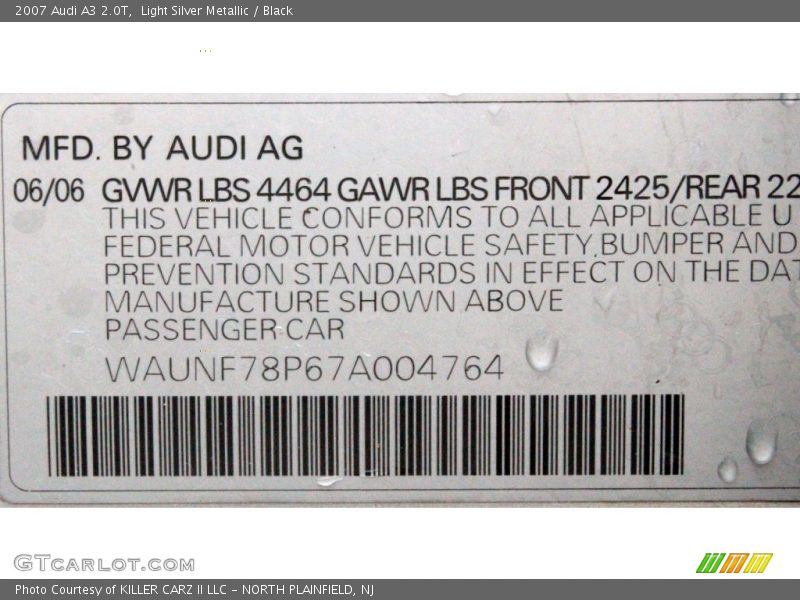 2007 Audi A3 2.0T,  Light Silver Metallic / Black
MFD. BY AUDI AG
06/06 GVWR LBS 4464 GAWR LBS FRONT 2425/REAR 22
THIS VEHICLE CONFORMS TO ALL APPLICABLE U
FEDERAL MOTOR VEHICLE SAFETY, BUMPER AND
PREVENTION STANDARDS IN EFFECT ON THE DAT
MANUFACTURE SHOWN ABOVE
PASSENGER CAR
WAUNF78P67A004764
GTCARLOT.COM
Photo Courtesy of KILLER CARZ II LLC - NORTH PLAINFIELD, NJ